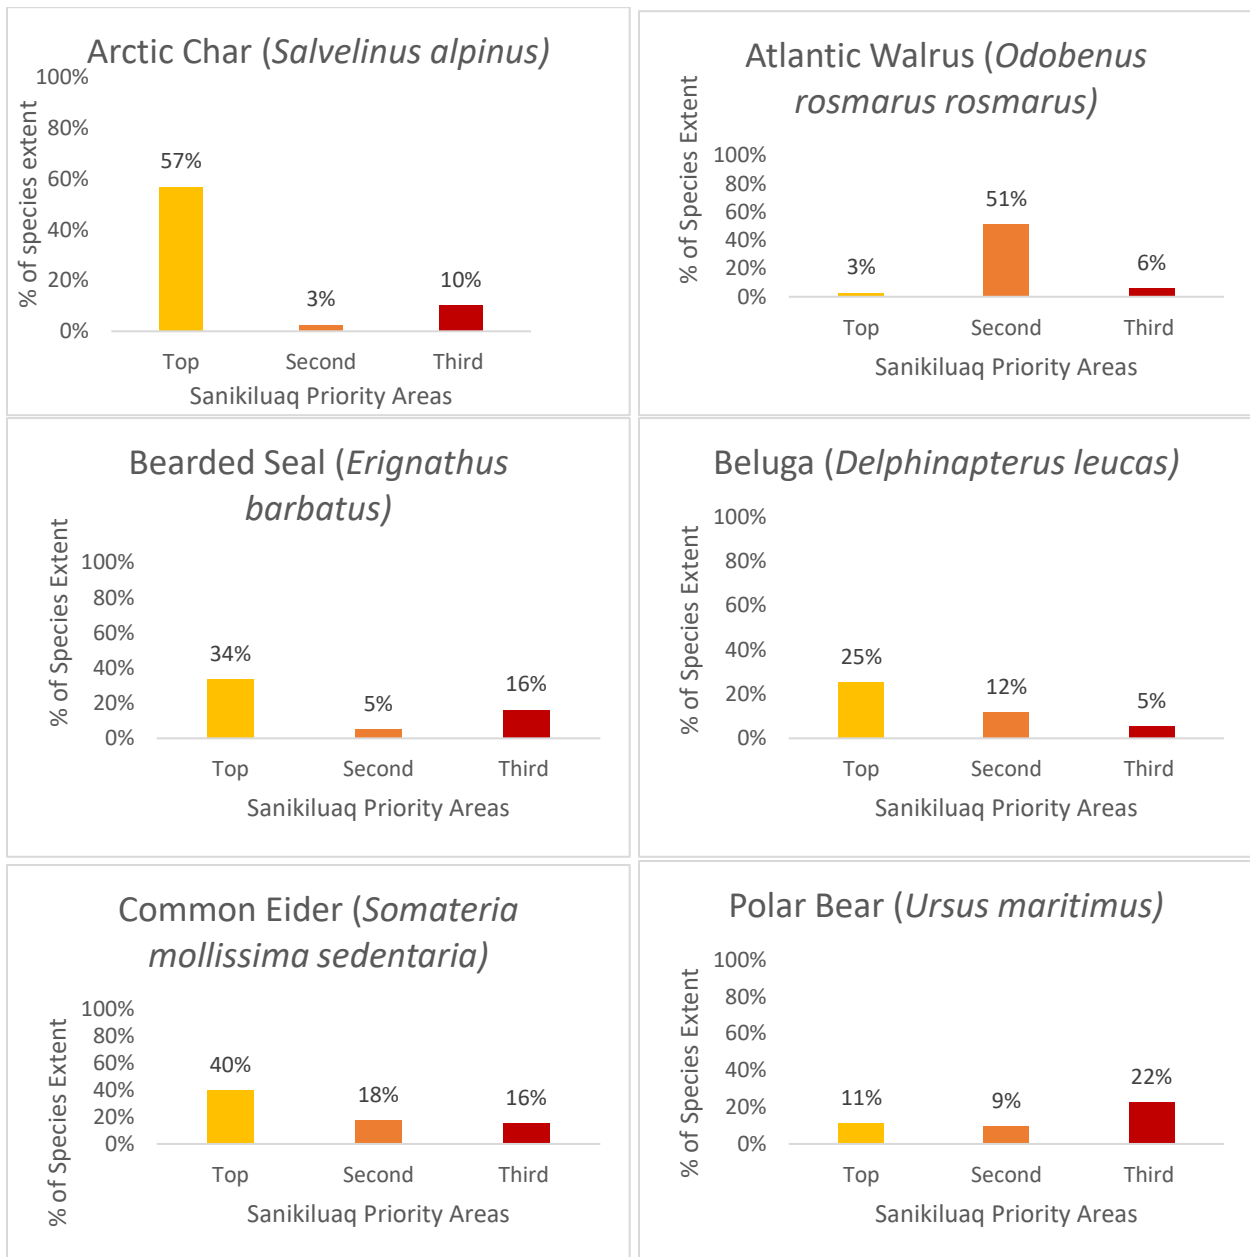 Arctic Char (Salvelinus alpinus)
% of species extent
100%
80%
60%
40%
20%
0%
57%
3%
10%
Top Second Third
Sanikiluaq Priority Areas
Atlantic Walrus (Odobenus
rosmarus rosmarus)
% of Species Extent
100%
80%
60%
40%
20%
0%
3%
51%
6%
Top Second Third
Sanikiluaq Priority Areas
Bearded Seal (Erignathus
barbatus)
% of Species Extent
100%
80%
60%
40%
20%
0%
34%
5%
16%
Top Second Third
Sanikiluaq Priority Areas
Beluga (Delphinapterus leucas)
% of Species Extent
100%
80%
60%
40%
20%
0%
25%
12%
5%
Top Second Third
Sanikiluaq Priority Areas
Common Eider (Somateria
mollissima sedentaria)
% of Species Extent
100%
80%
60%
40%
20%
0%
40%
18%
16%
Top Second Third
Sanikiluaq Priority Areas
Polar Bear (Ursus maritimus)
% of Species Extent
100%
80%
60%
40%
20%
0%
11%
9%
22%
Top Second Third
Sanikiluaq Priority Areas